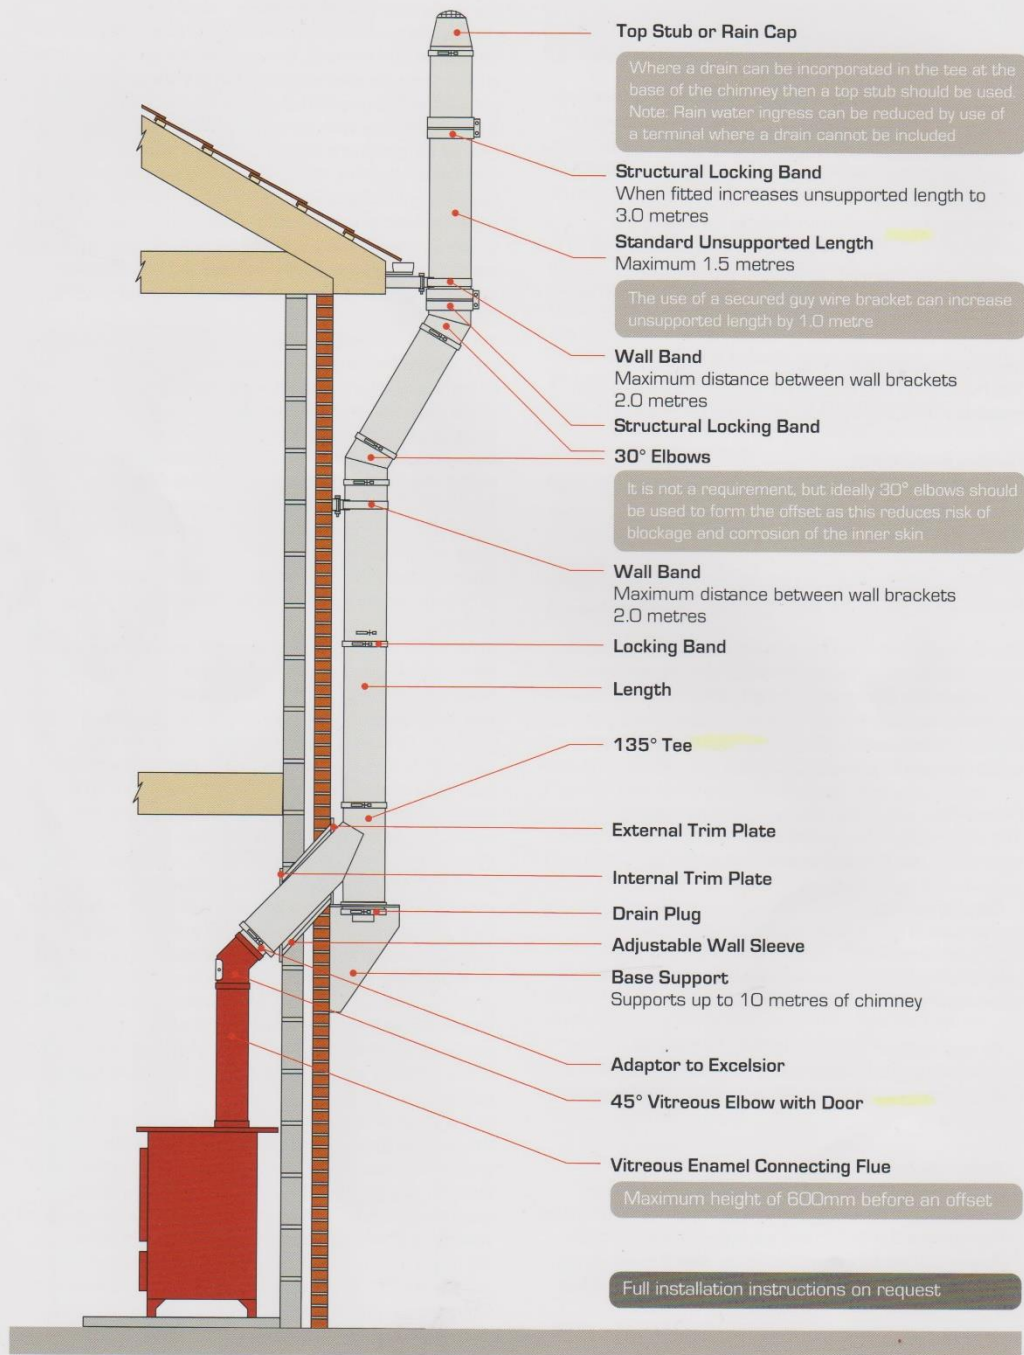 Top Stub or Rain Cap
Where a drain can be incorporated in the tee at the
base of the chimney then a top stub should be used.
Note: Rain water ingress can be reduced by use of
a terminal where a drain cannot be included
Structural Locking Band
When fitted increases unsupported length to
3.0 metres
Standard Unsupported Length
Maximum 1.5 metres
The use of a secured guy wire bracket can increase
unsupported length by 1.0 metre
Wall Band
Maximum distance between wall brackets
2.0 metres
Structural Locking Band
30° Elbows
It is not a requirement, but ideally 30° elbows should
be used to form the offset as this reduces risk of
blockage and corrosion of the inner skin
Wall Band
Maximum distance between wall brackets
2.0 metres
Locking Band
Length
135° Tee
External Trim Plate
Internal Trim Plate
Drain Plug
Adjustable Wall Sleeve
Base Support
Supports up to 10 metres of chimney
Adaptor to Excelsior
45° Vitreous Elbow with Door
Vitreous Enamel Connecting Flue
Maximum height of 600mm before an offset
Full installation instructions on request